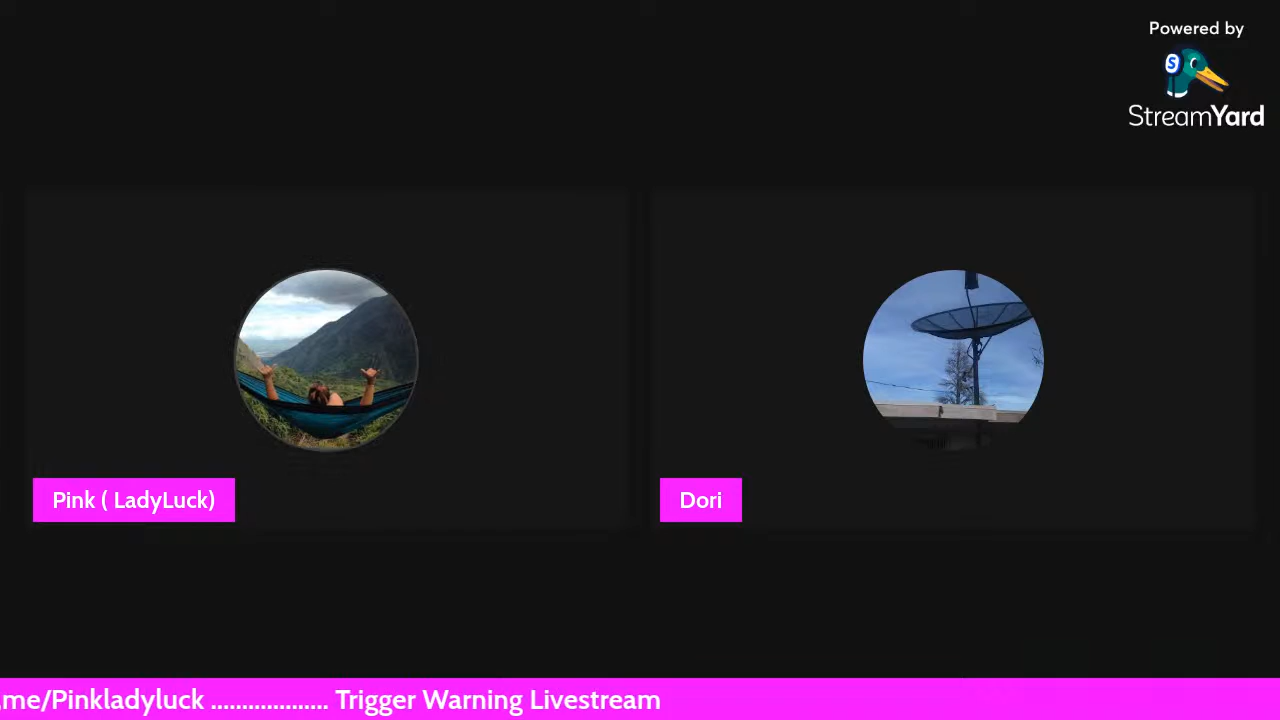 Powered by
S
StreamYard
Pink ( LadyLuck)
Dori
.me/Pinkladyluck ................... Trigger Warning Livestream